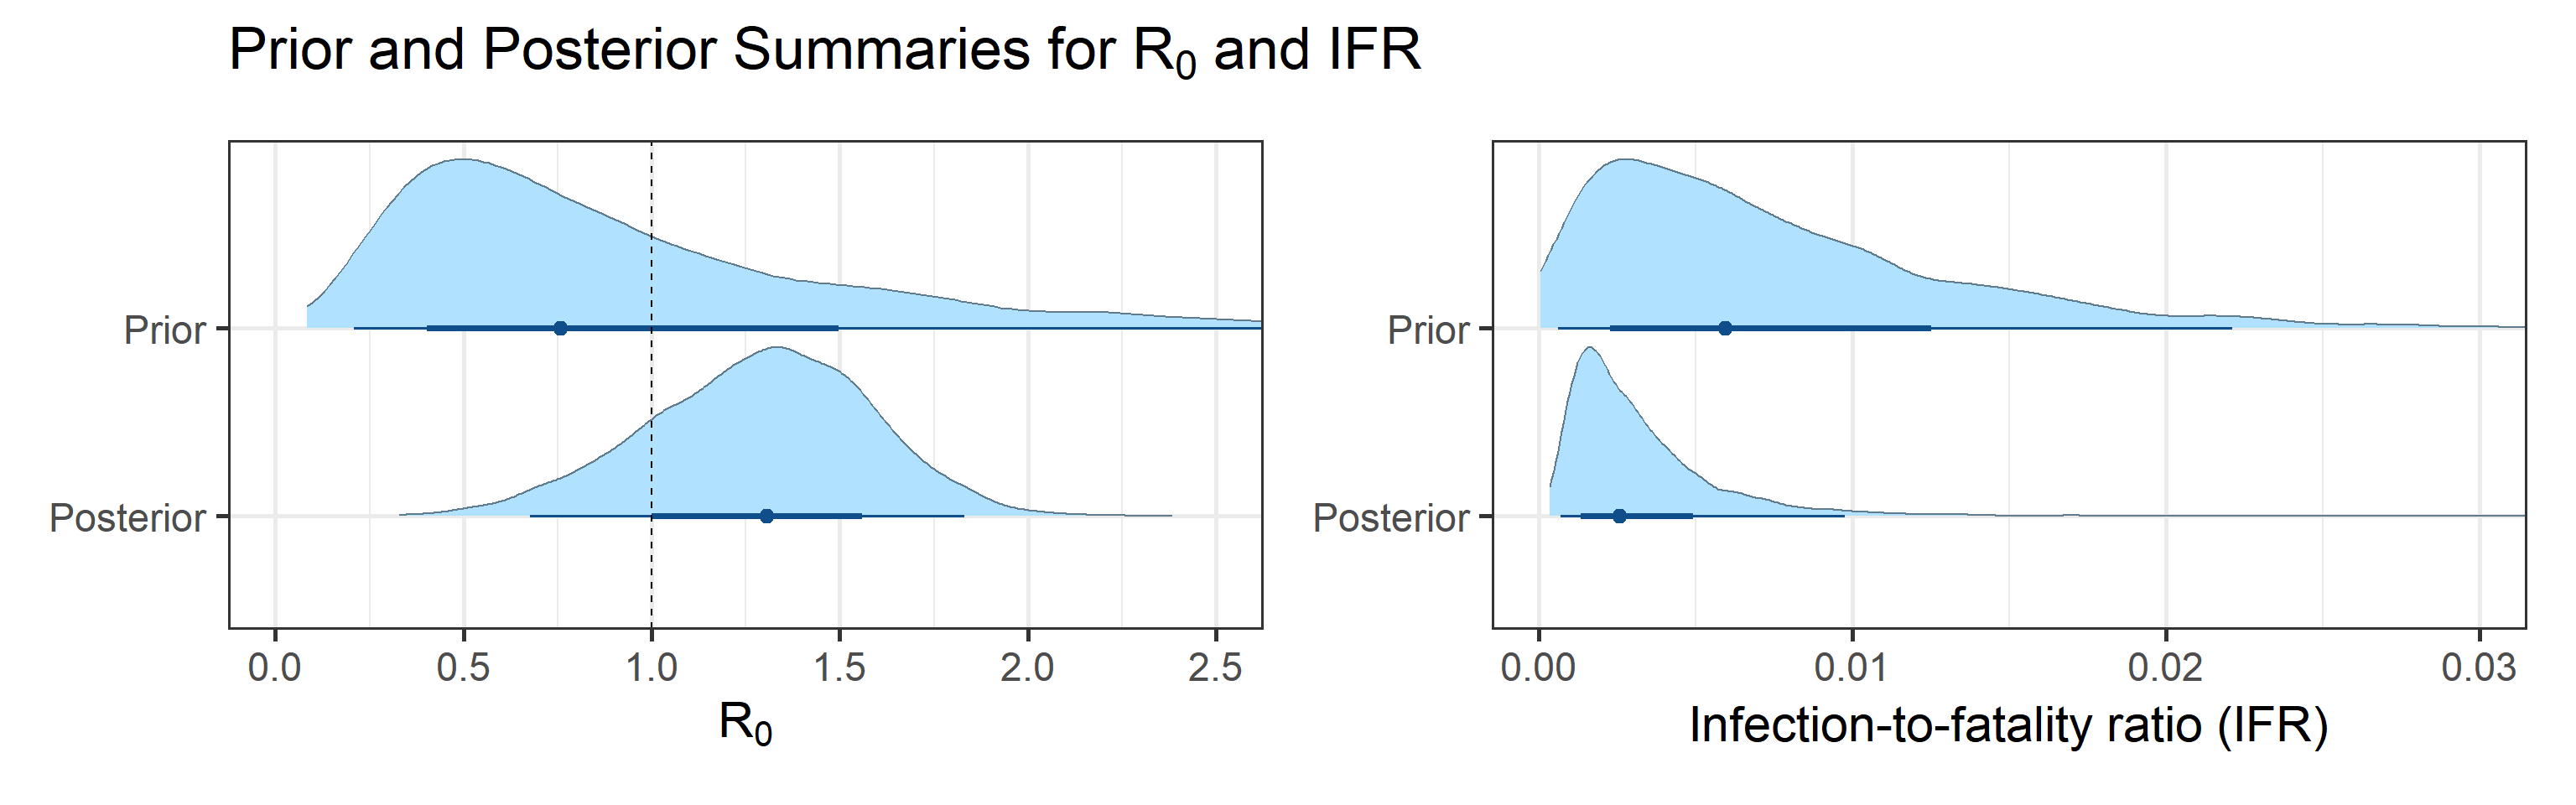 Prior and Posterior Summaries for R₀ and IFR
Prior
Posterior
0.0 0.5 1.0 1.5 2.0 2.5
R₀
Prior
Posterior
0.00 0.01 0.02 0.03
Infection-to-fatality ratio (IFR)